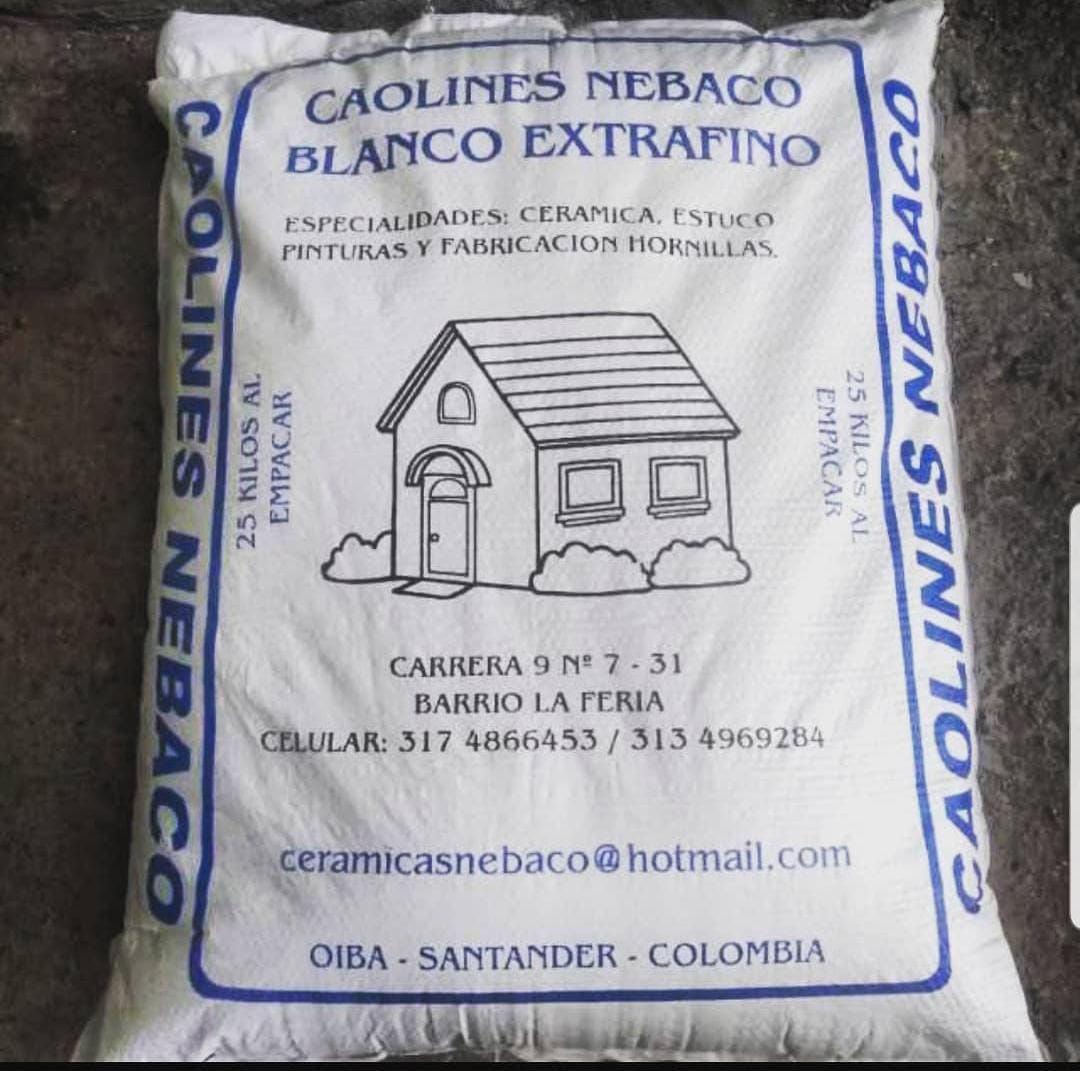 CAOLINES NEBACO
BLANCO EXTRAFINO
ESPECIALIDADES: CERAMICA, ESTUCO
PINTURAS Y FABRICACION HORNILLAS.
CAOLINES NEBACO
25 KILOS AL
EMPACAR
25 KILOS AL
EMPACAR
CAOLINES NEBACO
CARRERA 9 Nº 7 - 31
BARRIO LA FERIA
CELULAR: 317 4866453 / 313 4969284
ceramicasnebaco@hotmail.com
OIBA - SANTANDER - COLOMBIA